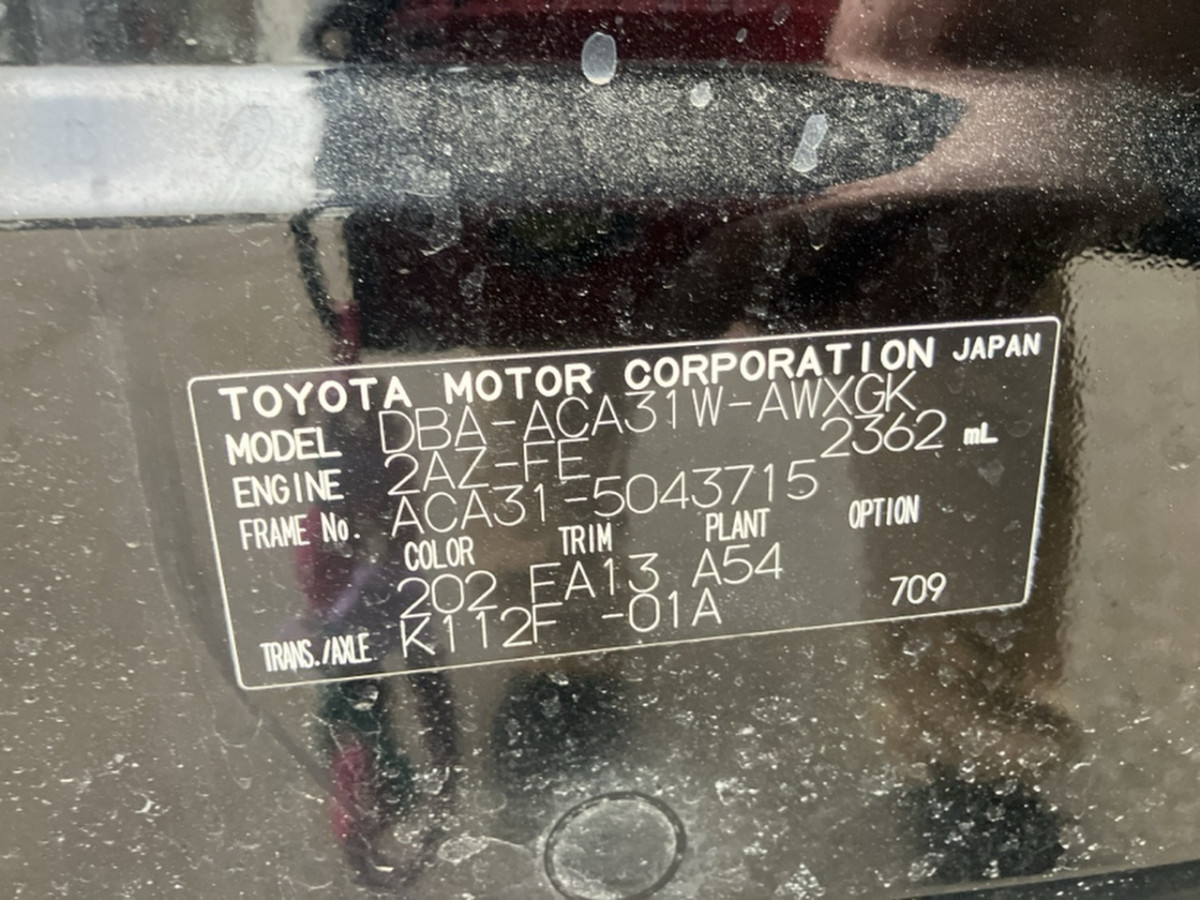 TOYOTA MOTOR CORPORATION JAPAN
MODEL DBA-ACA31W-AWXGK
ENGINE 2AZ-FE 2362 mL
FRAME No. ACA31-5043715
COLOR TRIM PLANT OPTION
202 FA13 A54
TRANS./AXLE K112F -01A 709